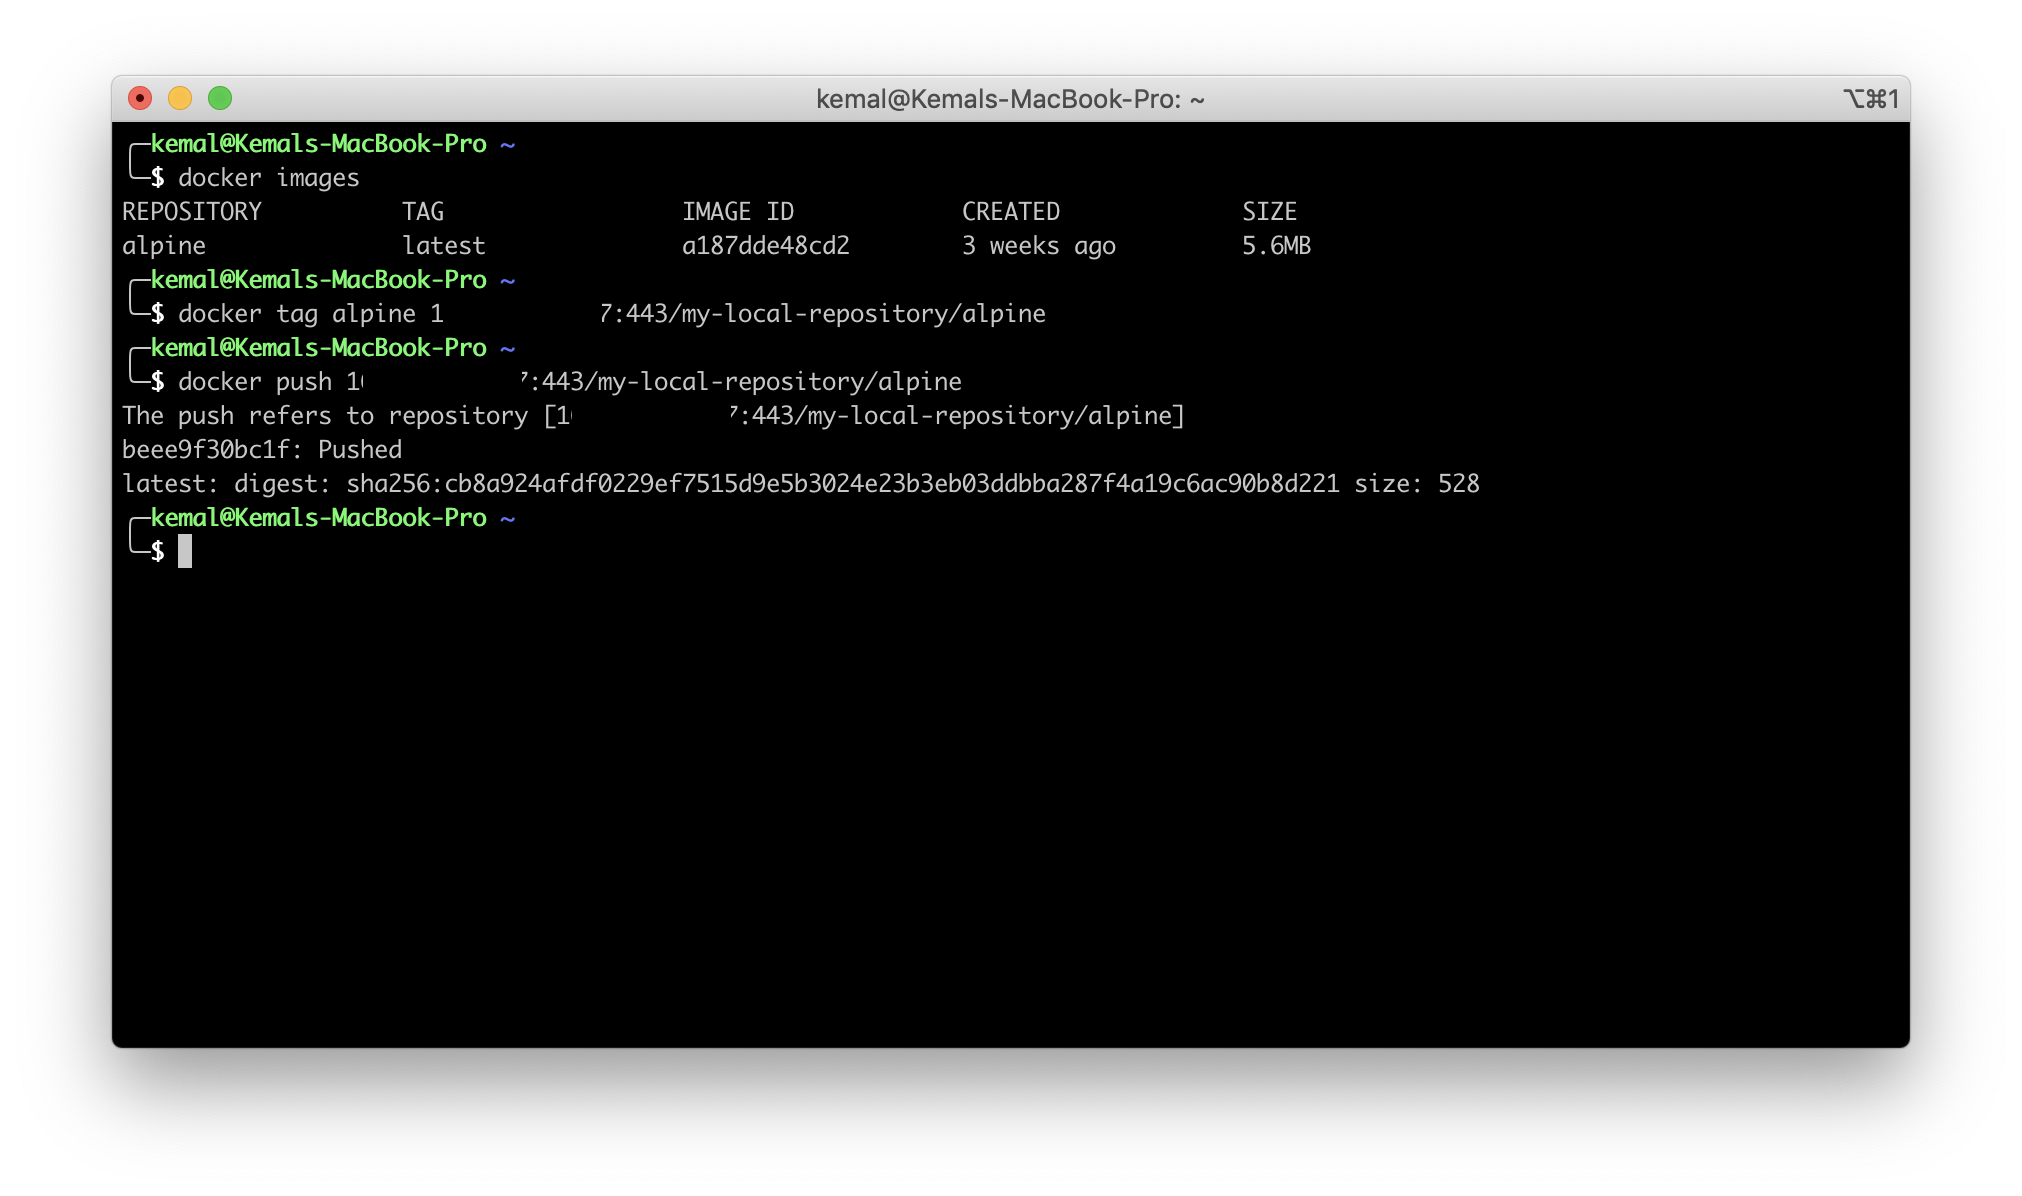 kemal@Kemals-MacBook-Pro: ~ ⌥⌘1
kemal@Kemals-MacBook-Pro ~
$ docker images
REPOSITORY TAG IMAGE ID CREATED SIZE
alpine latest a187dde48cd2 3 weeks ago 5.6MB
kemal@Kemals-MacBook-Pro ~
$ docker tag alpine 1 7:443/my-local-repository/alpine
kemal@Kemals-MacBook-Pro ~
$ docker push 1 7:443/my-local-repository/alpine
The push refers to repository [1 7:443/my-local-repository/alpine]
beee9f30bc1f: Pushed
latest: digest: sha256:cb8a924afdf0229ef7515d9e5b3024e23b3eb03ddbba287f4a19c6ac90b8d221 size: 528
kemal@Kemals-MacBook-Pro ~
$